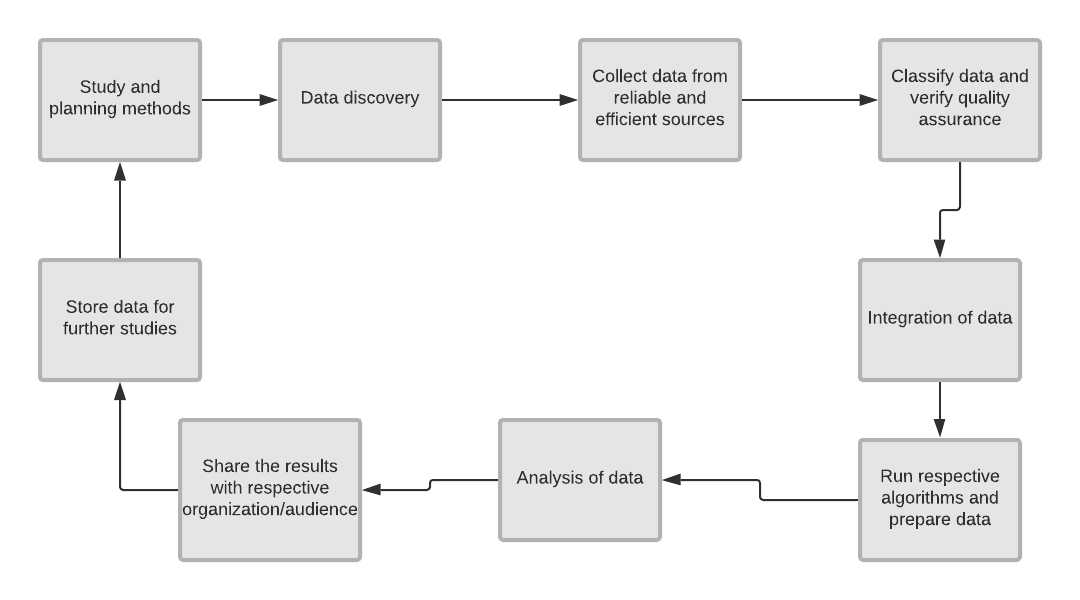 Study and
planning methods
Data discovery
Collect data from
reliable and
efficient sources
Classify data and
verify quality
assurance
Integration of data
Run respective
algorithms and
prepare data
Analysis of data
Share the results
with respective
organization/audience
Store data for
further studies